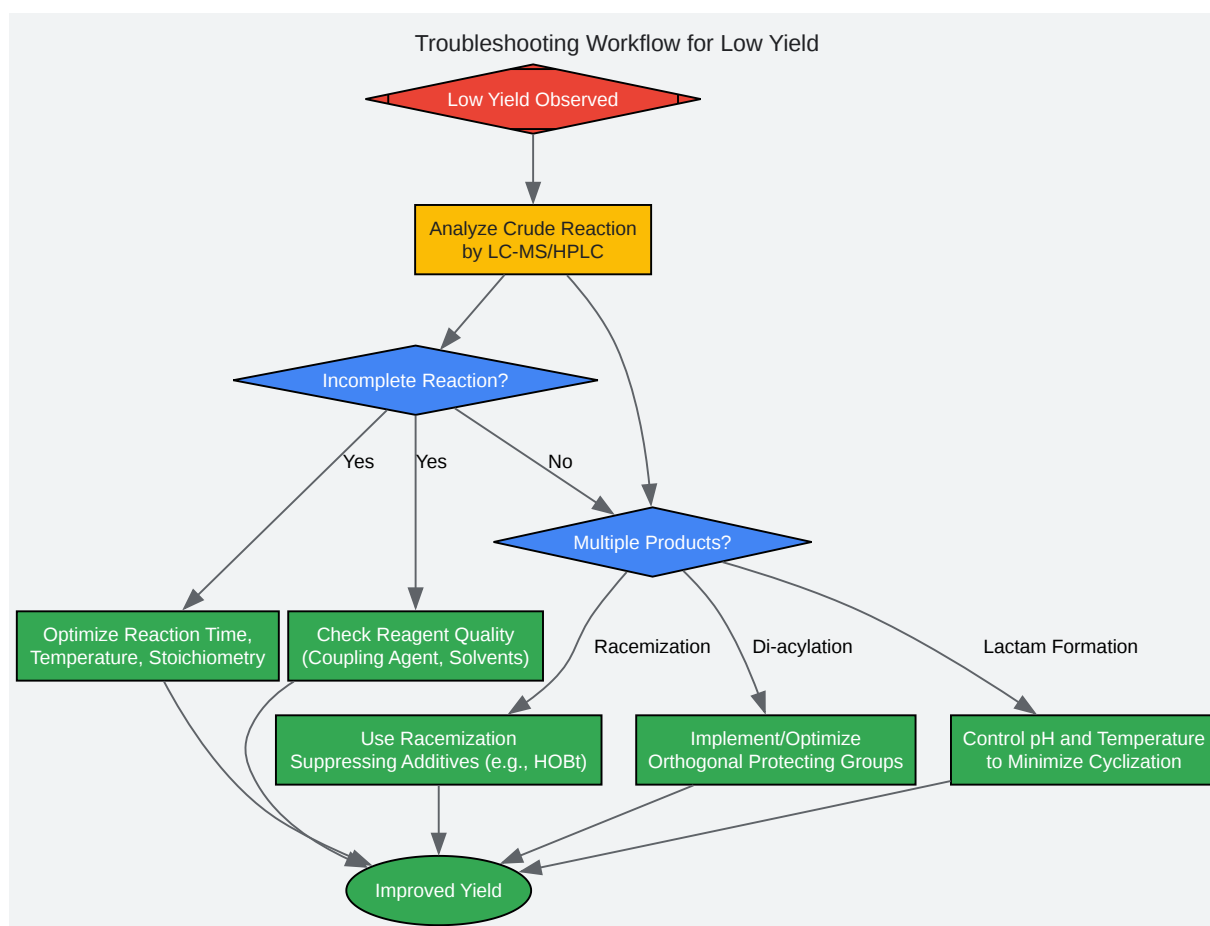 Troubleshooting Workflow for Low Yield
Low Yield Observed
Analyze Crude Reaction
by LC-MS/HPLC
Incomplete Reaction?
Yes
Yes
No
Multiple Products?
Optimize Reaction Time,
Temperature, Stoichiometry
Check Reagent Quality
(Coupling Agent, Solvents)
Racemization
Di-acylation
Lactam Formation
Use Racemization
Suppressing Additives (e.g., HOBt)
Implement/Optimize
Orthogonal Protecting Groups
Control pH and Temperature
to Minimize Cyclization
Improved Yield